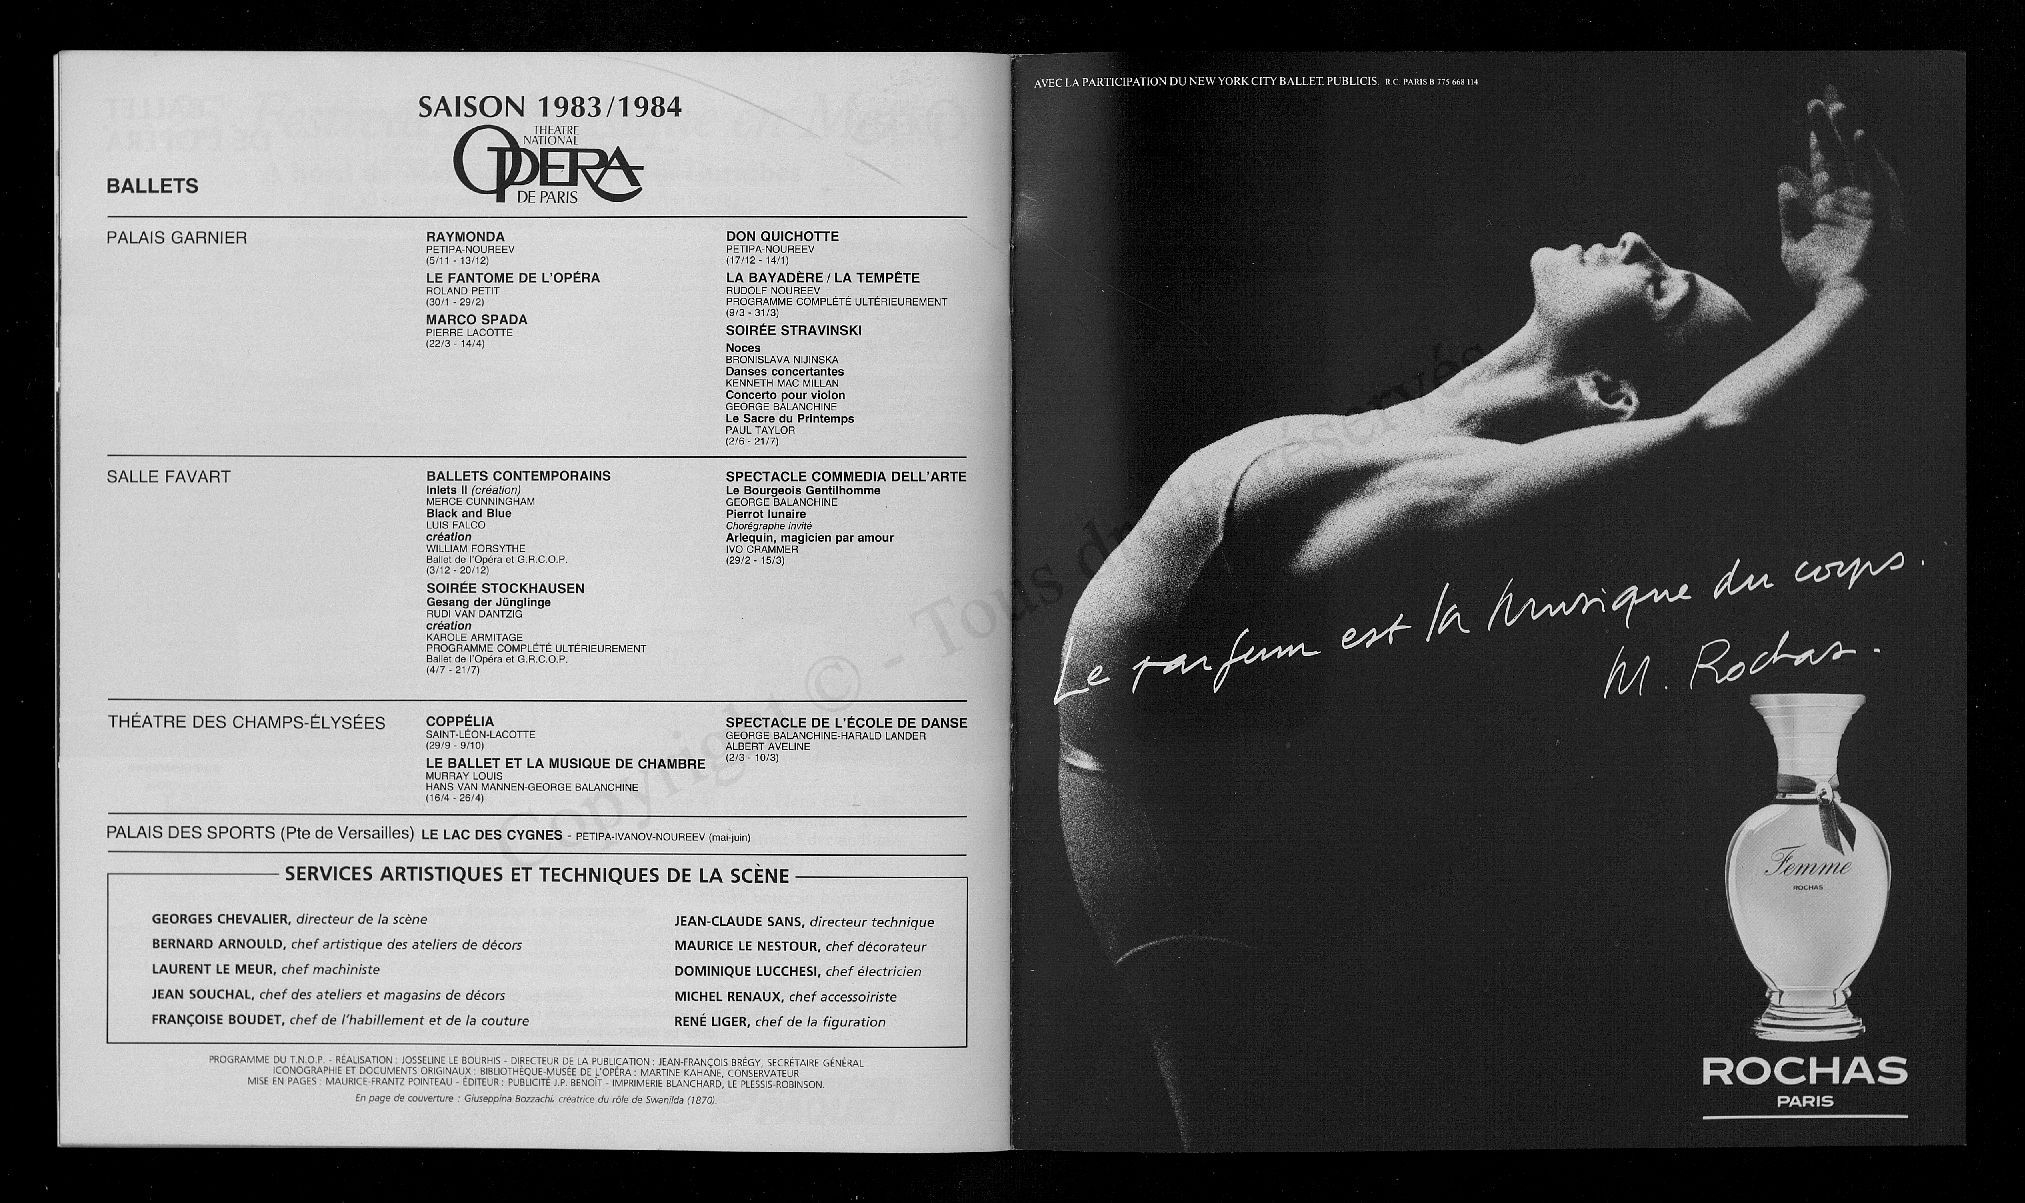 SAISON 1983/1984
THEATRE
NATIONAL
OPERA
DE PARIS
BALLETS
PALAIS GARNIER
RAYMONDA
PETIPA-NOUREEV
(5/11 - 13/12)
LE FANTOME DE L'OPÉRA
ROLAND PETIT
(30/1 - 29/2)
MARCO SPADA
PIERRE LACOTTE
(22/3 - 14/4)
DON QUICHOTTE
PETIPA-NOUREEV
(17/12 - 14/1)
LA BAYADÈRE / LA TEMPÊTE
RUDOLF NOUREEV
PROGRAMME COMPLÉTÉ ULTÉRIEUREMENT
(9/3 - 31/3)
SOIRÉE STRAVINSKI
Noces
BRONISLAVA NIJINSKA
Danses concertantes
KENNETH MAC MILLAN
Concerto pour violon
GEORGE BALANCHINE
Le Sacre du Printemps
PAUL TAYLOR
(2/6 - 21/7)
SALLE FAVART
BALLETS CONTEMPORAINS
Inlets II (création)
MERCE CUNNINGHAM
Black and Blue
LUIS FALCO
création
WILLIAM FORSYTHE
Ballet de l'Opéra et G.R.C.O.P.
(3/12 - 20/12)
SOIRÉE STOCKHAUSEN
Gesang der Jünglinge
RUDI VAN DANTZIG
création
KAROLE ARMITAGE
PROGRAMME COMPLÉTÉ ULTÉRIEUREMENT
Ballet de l'Opéra et G.R.C.O.P.
(4/7 - 21/7)
SPECTACLE COMMEDIA DELL'ARTE
Le Bourgeois Gentilhomme
GEORGE BALANCHINE
Pierrot lunaire
Chorégraphe invité
Arlequin, magicien par amour
IVO CRAMMER
(29/2 - 15/3)
THÉATRE DES CHAMPS-ÉLYSÉES
COPPÉLIA
SAINT-LÉON-LACOTTE
(29/9 - 9/10)
LE BALLET ET LA MUSIQUE DE CHAMBRE
MURRAY LOUIS
HANS VAN MANNEN-GEORGE BALANCHINE
(16/4 - 26/4)
SPECTACLE DE L'ÉCOLE DE DANSE
GEORGE BALANCHINE-HARALD LANDER
ALBERT AVELINE
(2/3 - 10/3)
PALAIS DES SPORTS (Pte de Versailles) LE LAC DES CYGNES - PETIPA-IVANOV-NOUREEV (mai-juin)
SERVICES ARTISTIQUES ET TECHNIQUES DE LA SCÈNE
GEORGES CHEVALIER, directeur de la scène
BERNARD ARNOULD, chef artistique des ateliers de décors
LAURENT LE MEUR, chef machiniste
JEAN SOUCHAL, chef des ateliers et magasins de décors
FRANÇOISE BOUDET, chef de l'habillement et de la couture
JEAN-CLAUDE SANS, directeur technique
MAURICE LE NESTOUR, chef décorateur
DOMINIQUE LUCCHESI, chef électricien
MICHEL RENAUX, chef accessoiriste
RENÉ LIGER, chef de la figuration
PROGRAMME DU T.N.O.P. - RÉALISATION : JOSSELINE LE BOURHIS - DIRECTEUR DE LA PUBLICATION : JEAN-FRANÇOIS BRÉGY, SECRÉTAIRE GÉNÉRAL
ICONOGRAPHIE ET DOCUMENTS ORIGINAUX : BIBLIOTHÈQUE-MUSÉE DE L'OPÉRA : MARTINE KAHANE, CONSERVATEUR
MISE EN PAGES : MAURICE-FRANTZ POINTEAU - ÉDITEUR : PUBLICITÉ J.P. BENOÎT - IMPRIMERIE BLANCHARD, LE PLESSIS-ROBINSON.
En page de couverture : Giuseppina Bozzachi, créatrice du rôle de Swanilda (1870).
AVEC LA PARTICIPATION DU NEW YORK CITY BALLET. PUBLICIS. R.C. PARIS B 775 668 114
Le parfum est la musique du corps.
M. Rochas.
Femme
ROCHAS
ROCHAS
PARIS
Copyright © - Tous droits réservés